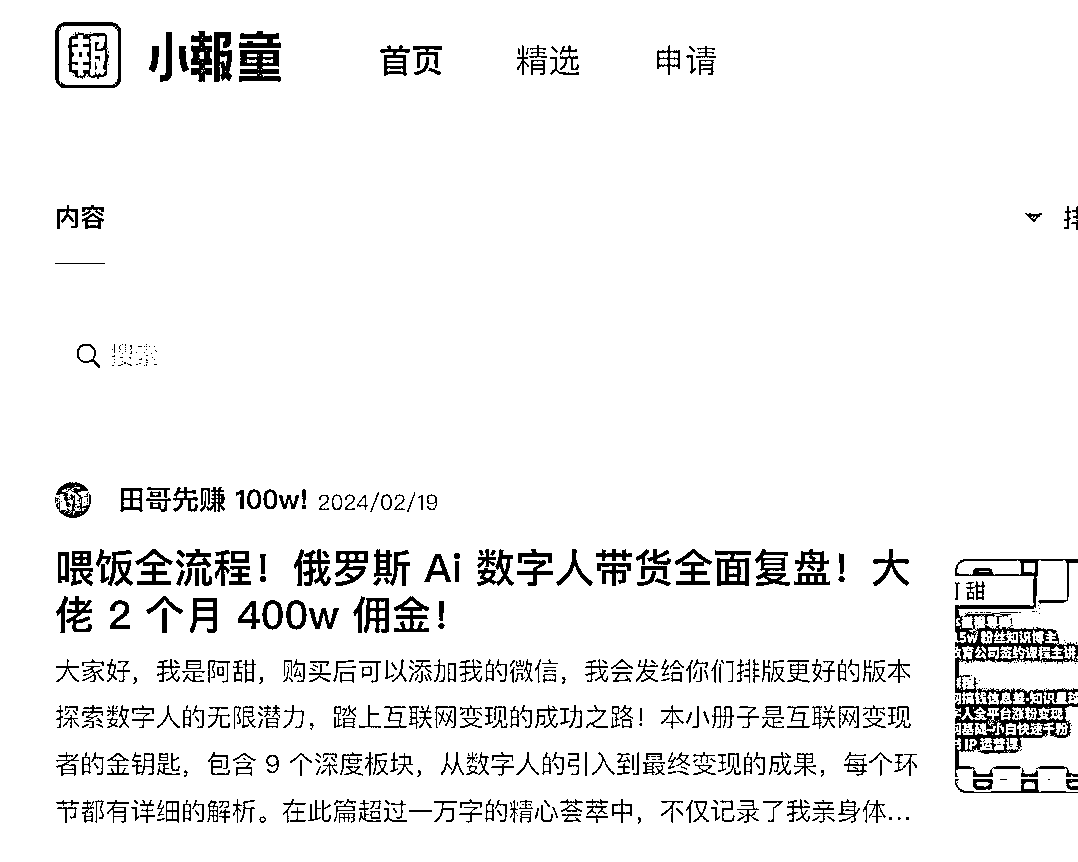 報 小報童 首页 精选 申请
内容
搜索
田哥先赚 100w! 2024/02/19
喂饭全流程！俄罗斯 Ai 数字人带货全面复盘！大
佬 2 个月 400w 佣金！
大家好，我是阿甜，购买后可以添加我的微信，我会发给你们排版更好的版本
探索数字人的无限潜力，踏上互联网变现的成功之路！本小册子是互联网变现
者的金钥匙，包含 9 个深度板块，从数字人的引入到最终变现的成果，每个环
节都有详细的解析。在此篇超过一万字的精心荟萃中，不仅记录了我亲身体...
甜
5w 粉丝知识博主
育公司签约课程主讲
人全平台涨粉变现
基础-小白快速千粉
IP 运营课